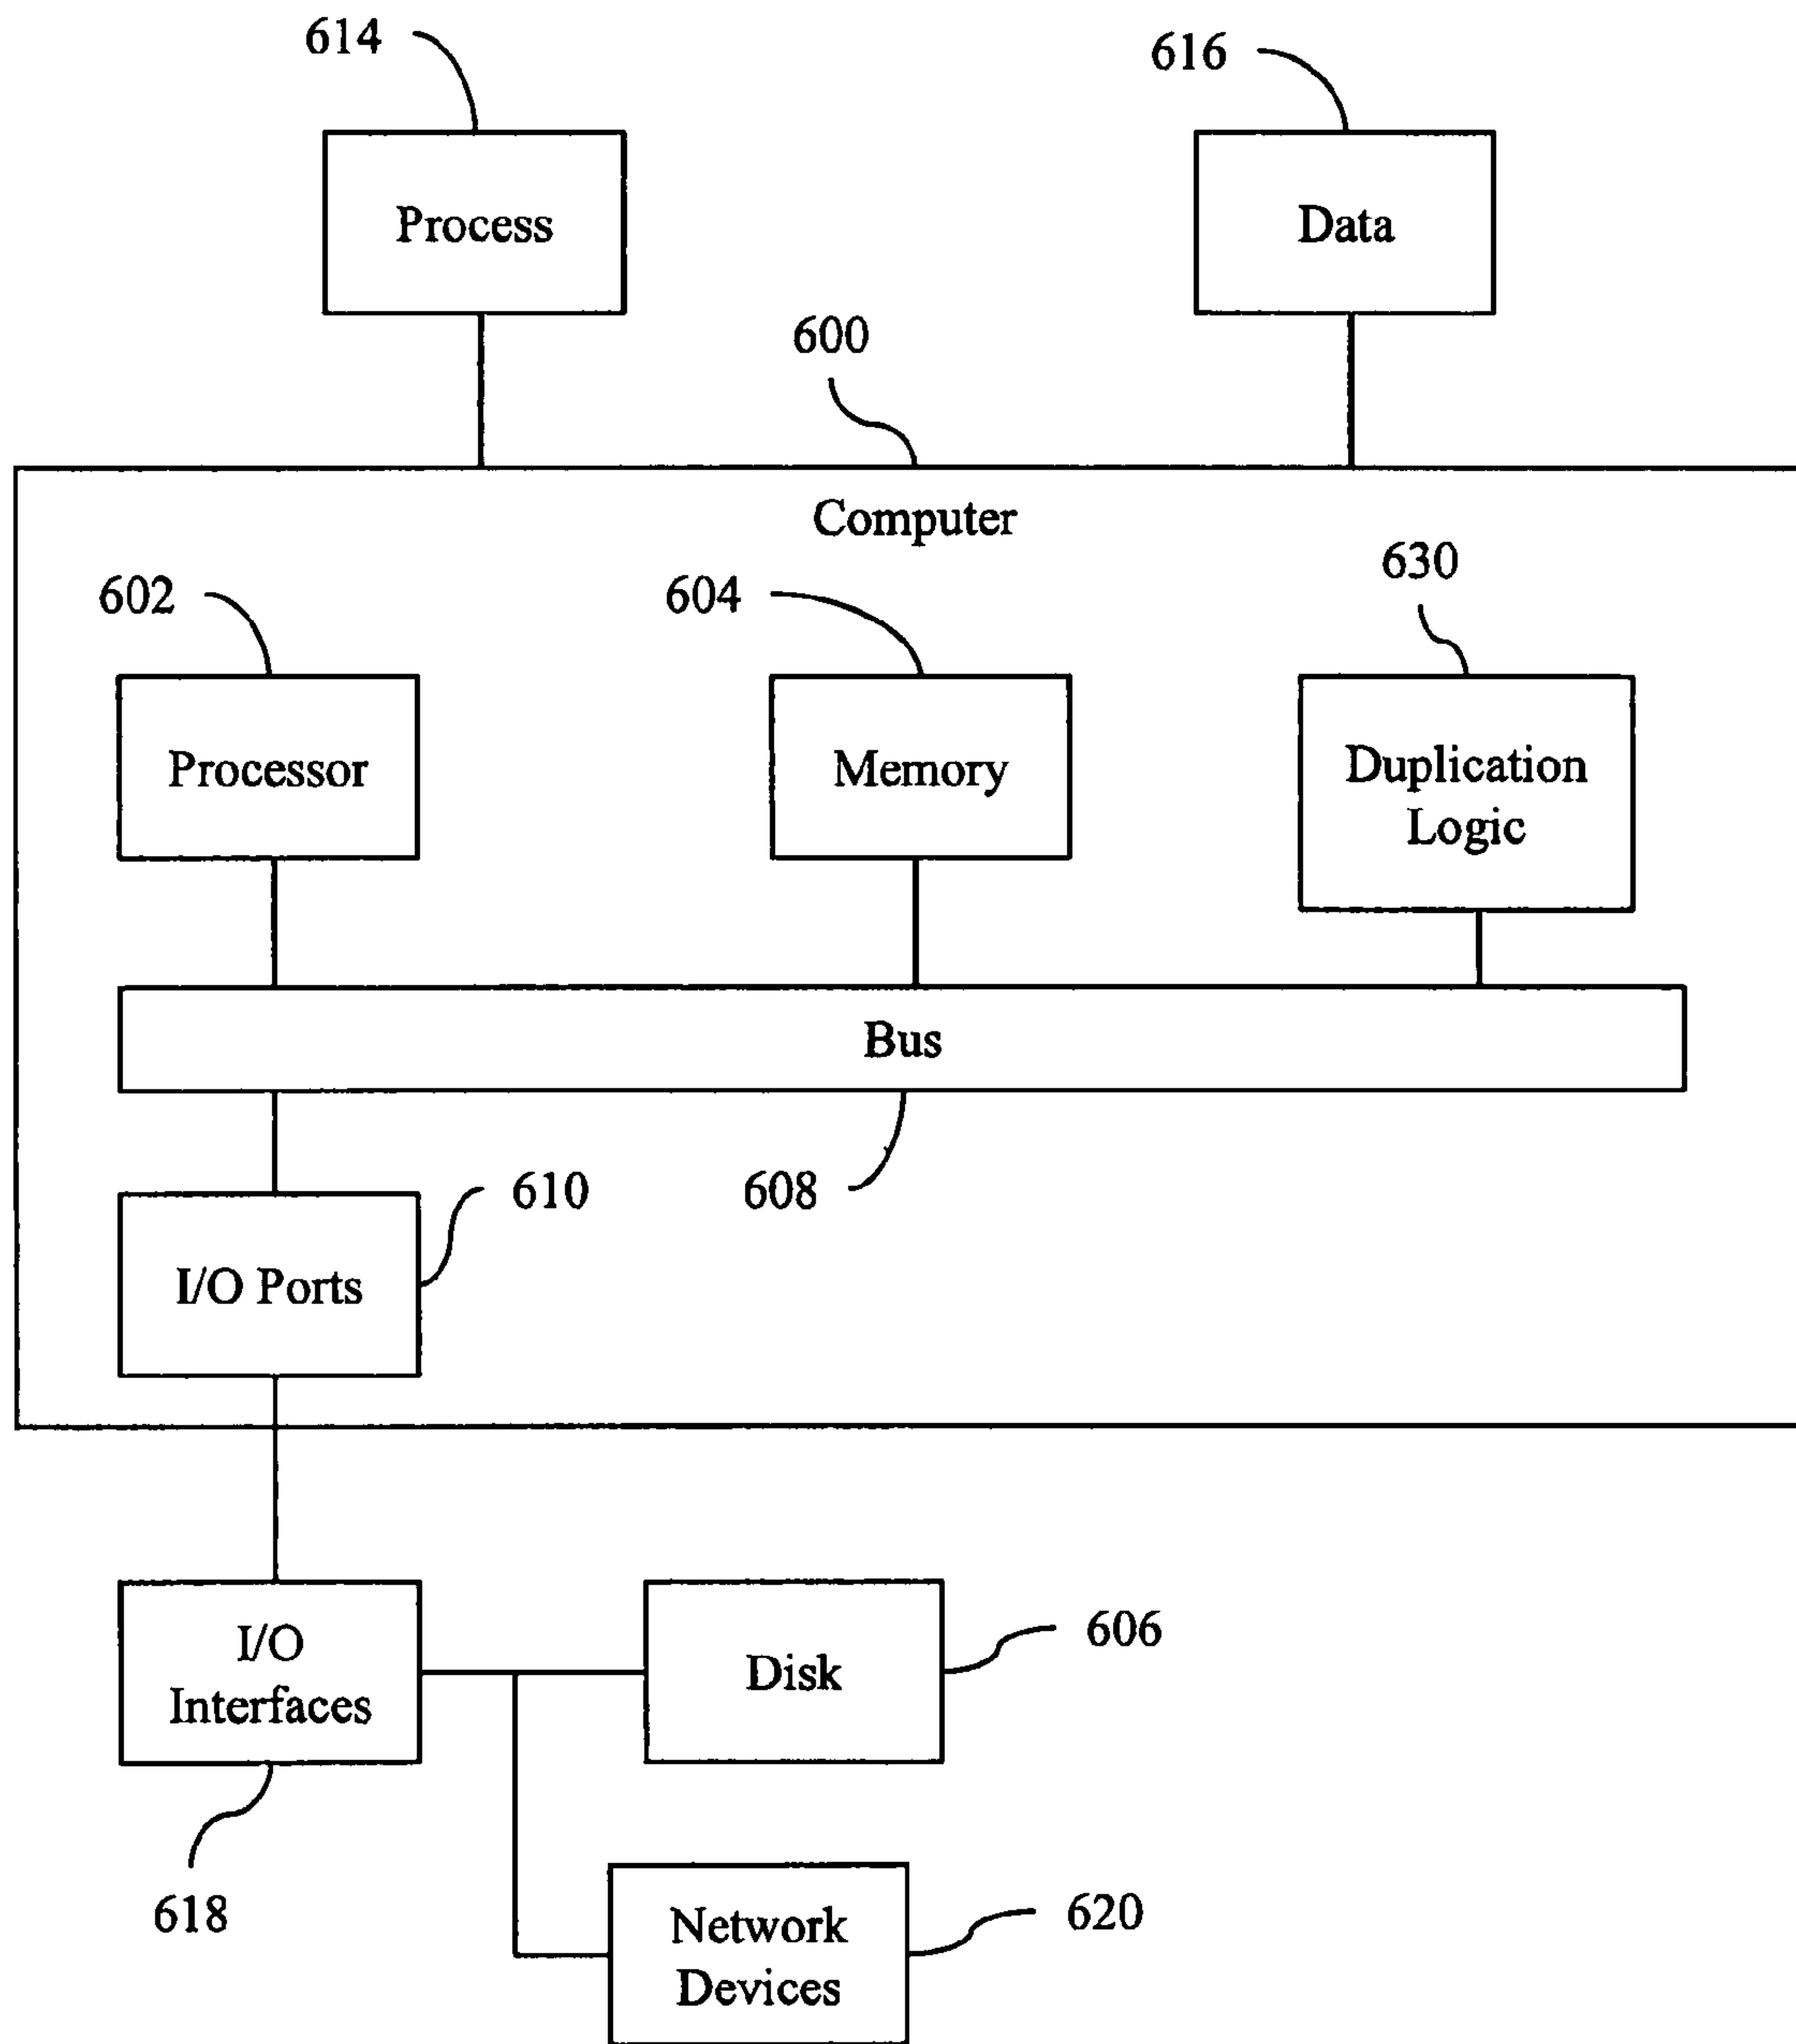 614
616
Process
Data
600
Computer
602
604
630
Processor
Memory
Duplication
Logic
Bus
610
608
I/O Ports
I/O
Interfaces
Disk
606
618
Network
Devices
620